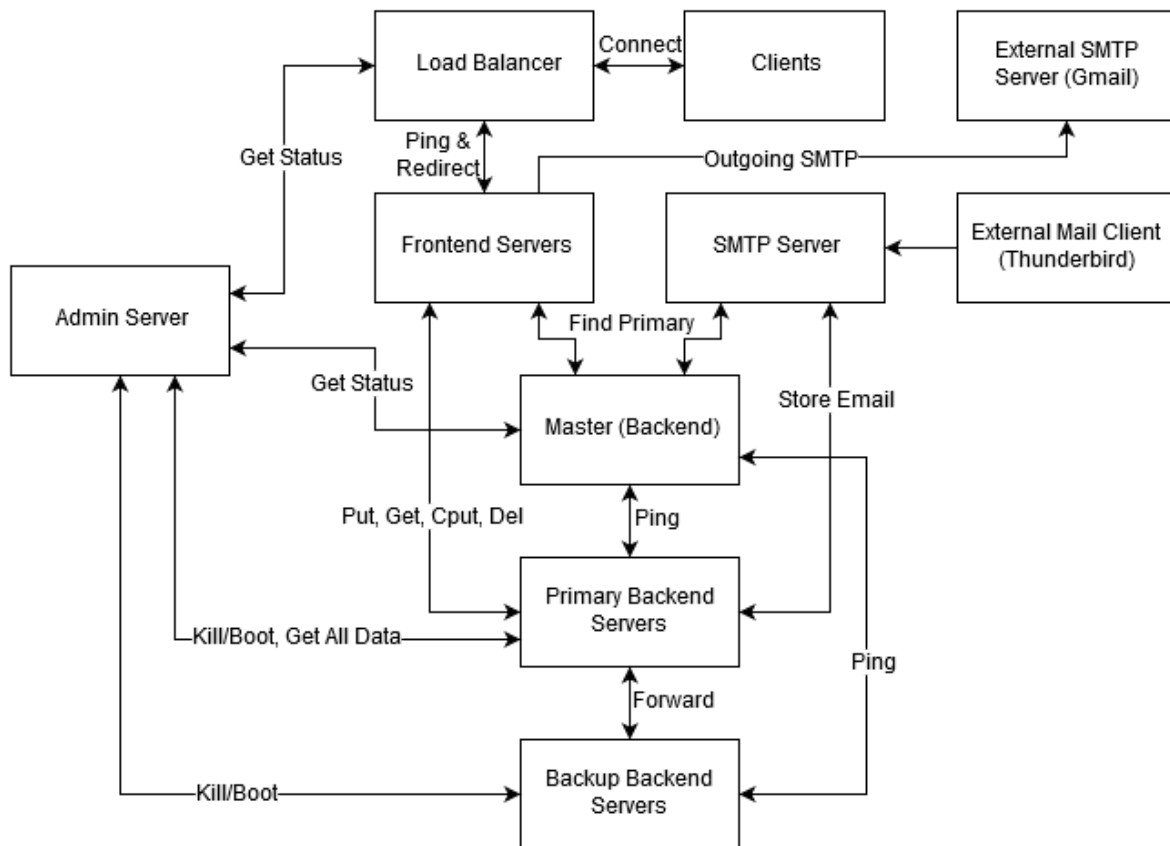 Load Balancer
Connect
Clients
External SMTP
Server (Gmail)
Get Status
Ping &
Redirect
Outgoing SMTP
Frontend Servers
SMTP Server
External Mail Client
(Thunderbird)
Admin Server
Find Primary
Get Status
Master (Backend)
Store Email
Put, Get, Cput, Del
Ping
Primary Backend
Servers
Kill/Boot, Get All Data
Ping
Forward
Backup Backend
Servers
Kill/Boot